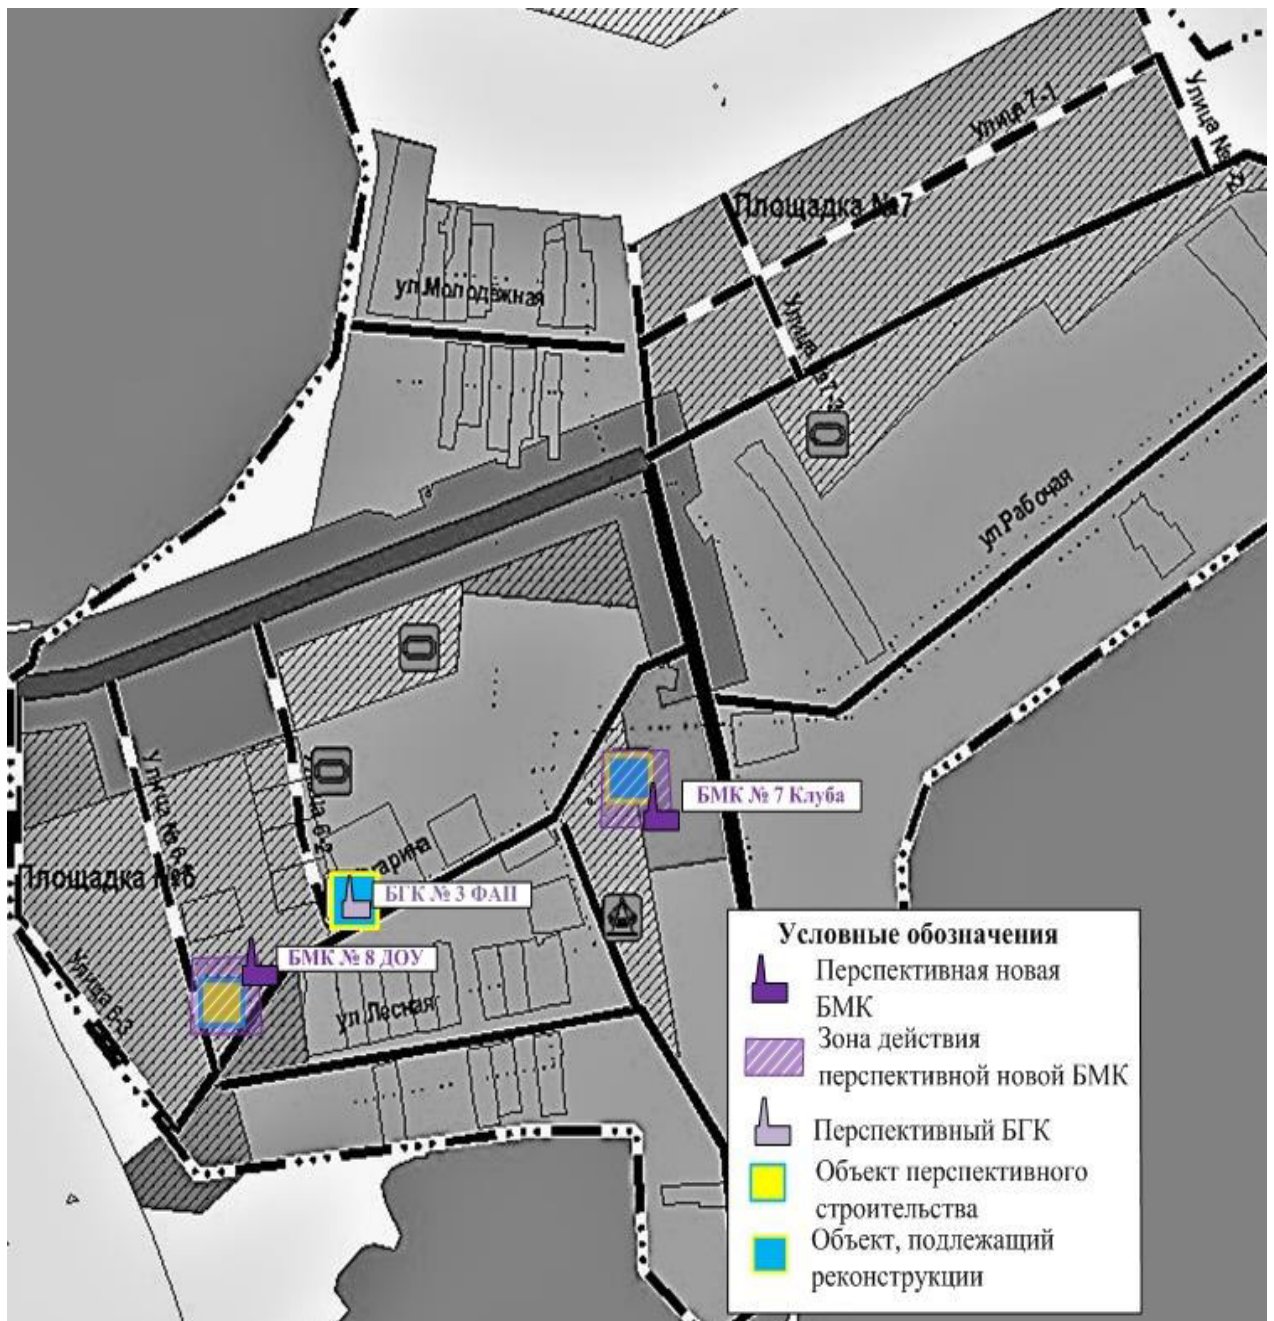 Улица 7-1
Площадка №7
ул.Молодёжная
ул.Рабочая
БМК № 7 Клуба
Площадка №6
БГК № 3 ФАП
БМК № 8 ДОУ
Улица 6-3
ул.Лесная
Условные обозначения
Перспективная новая
БМК
Зона действия
перспективной новой БМК
Перспективный БГК
Объект перспективного
строительства
Объект, подлежащий
реконструкции